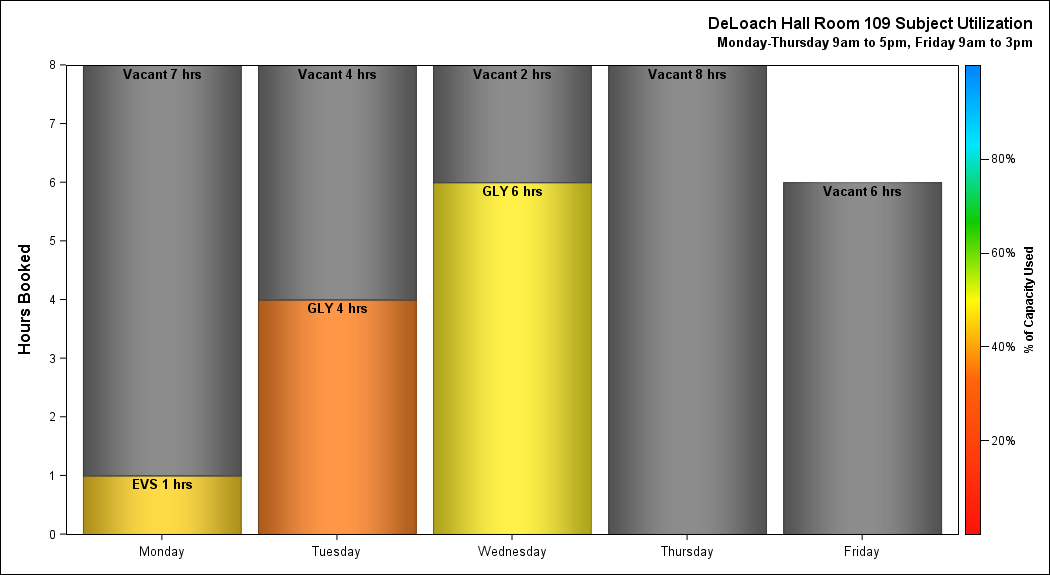 DeLoach Hall Room 109 Subject Utilization
Monday-Thursday 9am to 5pm, Friday 9am to 3pm
Hours Booked
8
7
6
5
4
3
2
1
0
Vacant 7 hrs
EVS 1 hrs
Vacant 4 hrs
GLY 4 hrs
Vacant 2 hrs
GLY 6 hrs
Vacant 8 hrs
Vacant 6 hrs
Monday
Tuesday
Wednesday
Thursday
Friday
80%
60%
40%
20%
% of Capacity Used